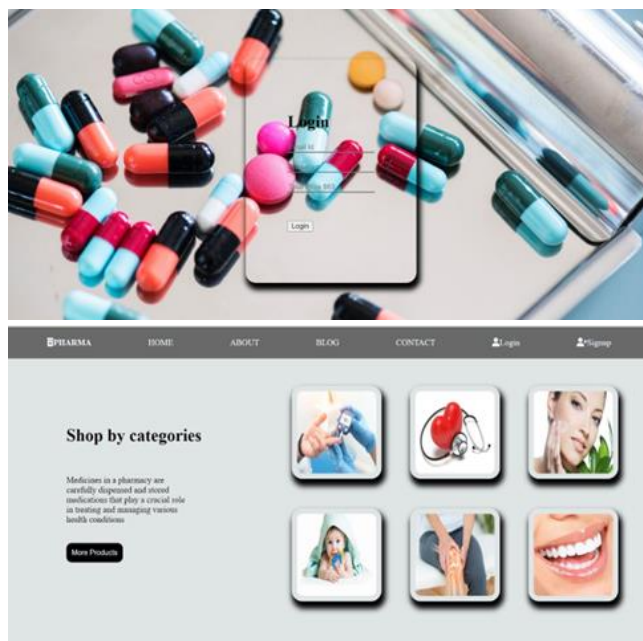 Login
Login
PHARMA
HOME
ABOUT
BLOG
CONTACT
Login
Signup
Shop by categories
Medicines in a pharmacy are
carefully dispensed and stored
medications that play a crucial role
in treating and managing various
health conditions
More Products